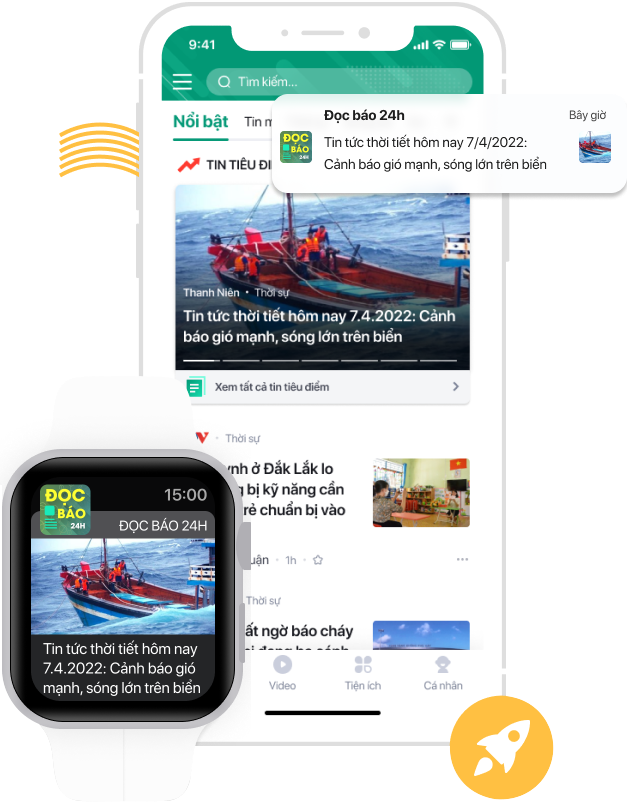 9:41
Tìm kiếm...
Nổi bật
Tin
ĐỌC BÁO 24H
Đọc báo 24h
Bây giờ
Tin tức thời tiết hôm nay 7/4/2022:
Cảnh báo gió mạnh, sóng lớn trên biển
TIN TIÊU
Thanh Niên • Thời sự
Tin tức thời tiết hôm nay 7.4.2022: Cảnh
báo gió mạnh, sóng lớn trên biển
Xem tất cả tin tiêu điểm
Thời sự
ở Đắk Lắk lo
bị kỹ năng cần
chuẩn bị vào
1h
Thời sự
ngờ báo cháy
Video
Tiện ích
Cá nhân
ĐỌC
BÁO
24H
15:00
ĐỌC BÁO 24H
Tin tức thời tiết hôm nay
7.4.2022: Cảnh báo gió
mạnh, sóng lớn trên biển